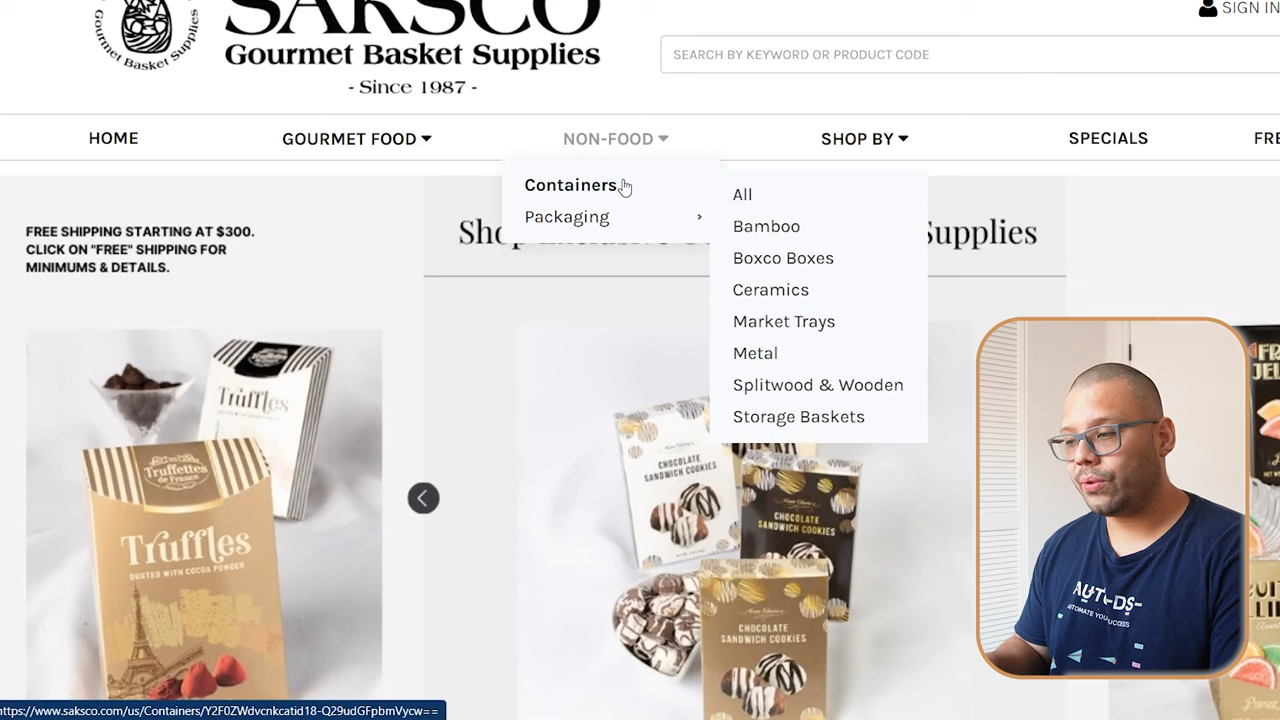 SAKSCO
Gourmet Basket Supplies
Gourmet Basket Supplies
- Since 1987 -
SIGN IN
SEARCH BY KEYWORD OR PRODUCT CODE
HOME
GOURMET FOOD
NON-FOOD
SHOP BY
SPECIALS
FRE
Containers
Packaging
All
Bamboo
Boxco Boxes
Ceramics
Market Trays
Metal
Splitwood & Wooden
Storage Baskets
FREE SHIPPING STARTING AT $300.
CLICK ON "FREE" SHIPPING FOR
MINIMUMS & DETAILS.
Shop
Supplies
Truffles
Truffettes
de France
Truffles
DUSTED WITH COCOA POWDER
CHOCOLATE
SANDWICH COOKIES
CHOCOLATE
SANDWICH COOKIES
CHOCOLATE
SANDWICH COOKIES
AUTO-DS-
AUTOMATE YOUR SUCCESS
https://www.saksco.com/us/Containers/Y2F0ZWdvcnkcatid18-Q29udGFpbmVycw==